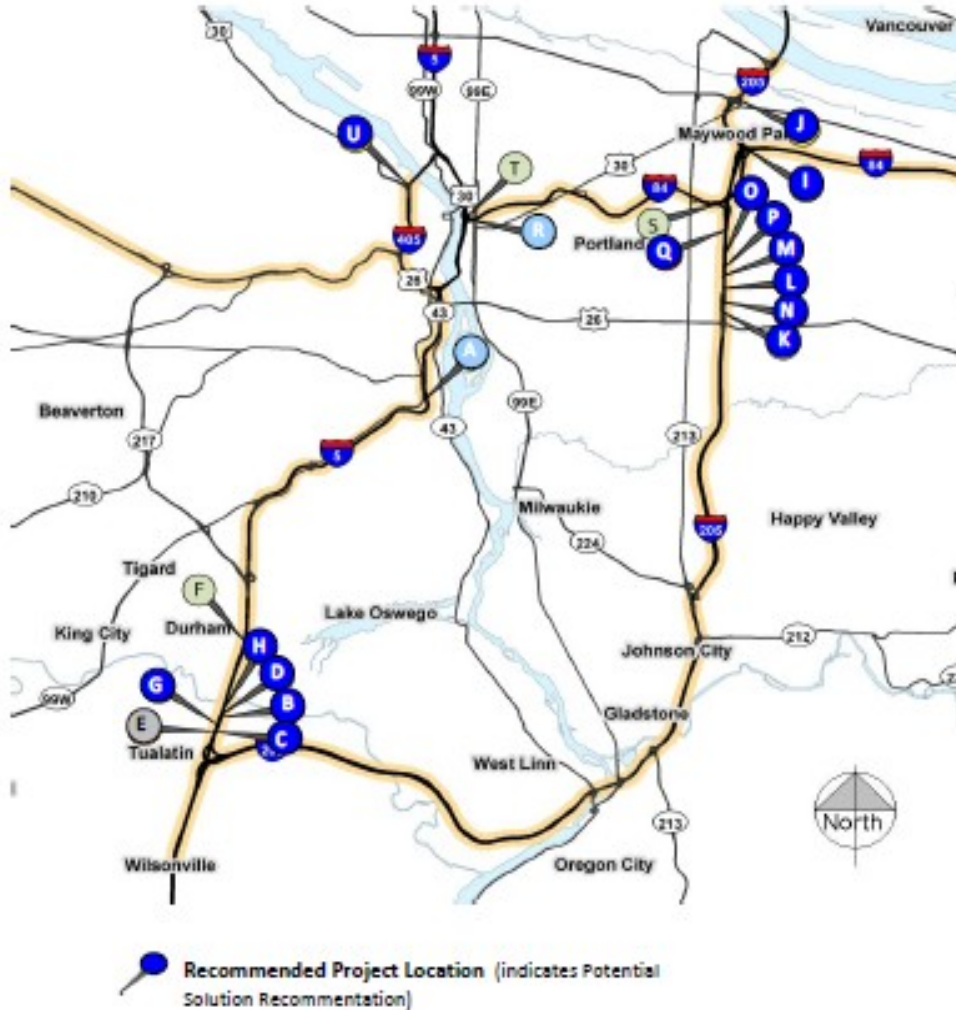 Vancouver
30
5
99W
99E
205
J
Maywood Pa
U
T
30
84
I
84
30
O
S
P
R
Portland
Q
M
405
26
L
43
26
N
K
A
Beaverton
99E
217
43
213
5
210
Milwaukie
Happy Valley
205
224
Tigard
F
Lake Oswego
King City
Durham
212
H
Johnson City
D
G
99W
B
Gladstone
E
C
Tualatin
West Linn
213
North
Wilsonville
Oregon City
Recommended Project Location (indicates Potential
Solution Recommentation)